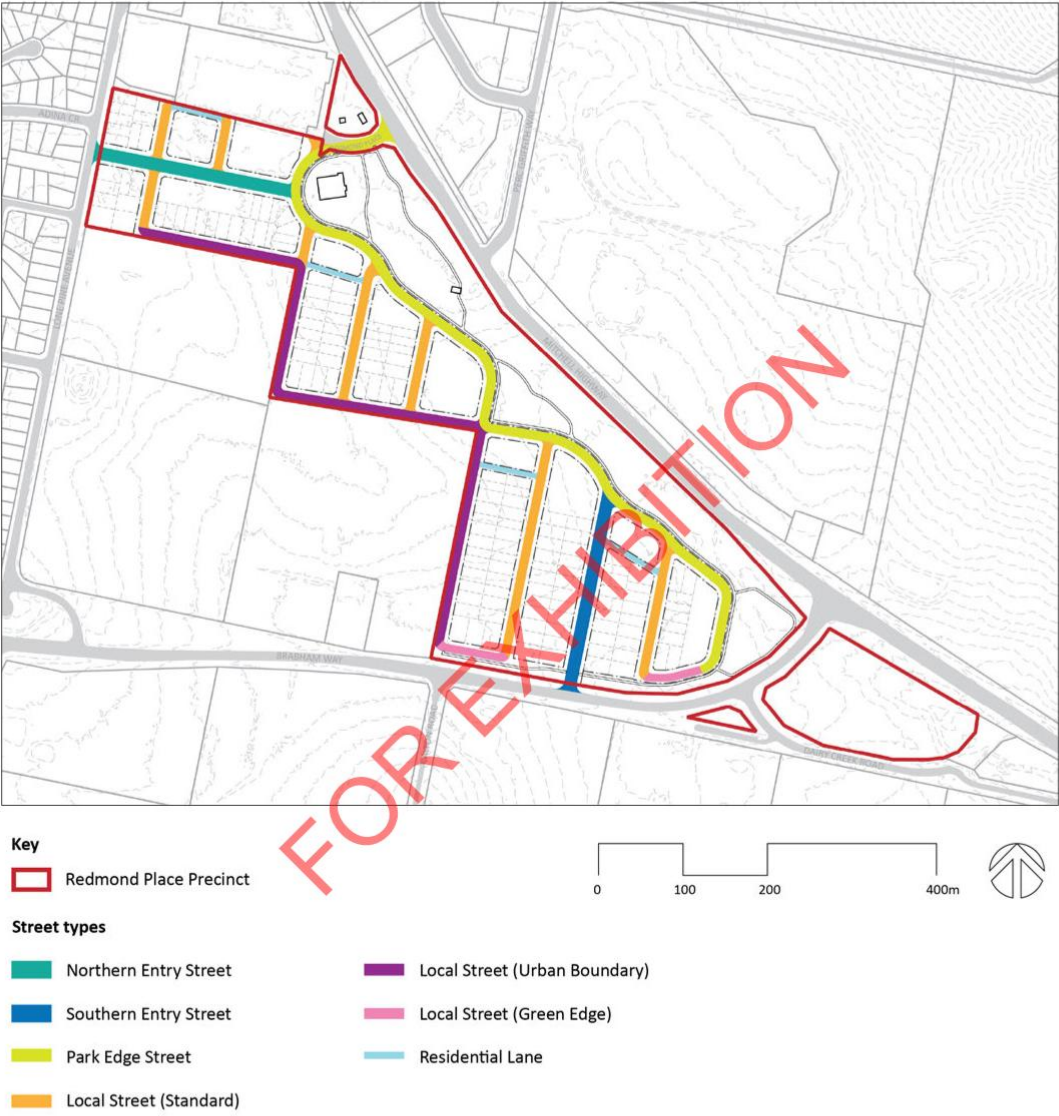 ADINA CR
LONE PINE AVENUE
MITCHELL HIGHWAY
BRABHAM WAY
DAIRY CREEK ROAD
FOR EXHIBITION
Key
Redmond Place Precinct
0 100 200 400m
Street types
Northern Entry Street
Local Street (Urban Boundary)
Southern Entry Street
Local Street (Green Edge)
Park Edge Street
Residential Lane
Local Street (Standard)